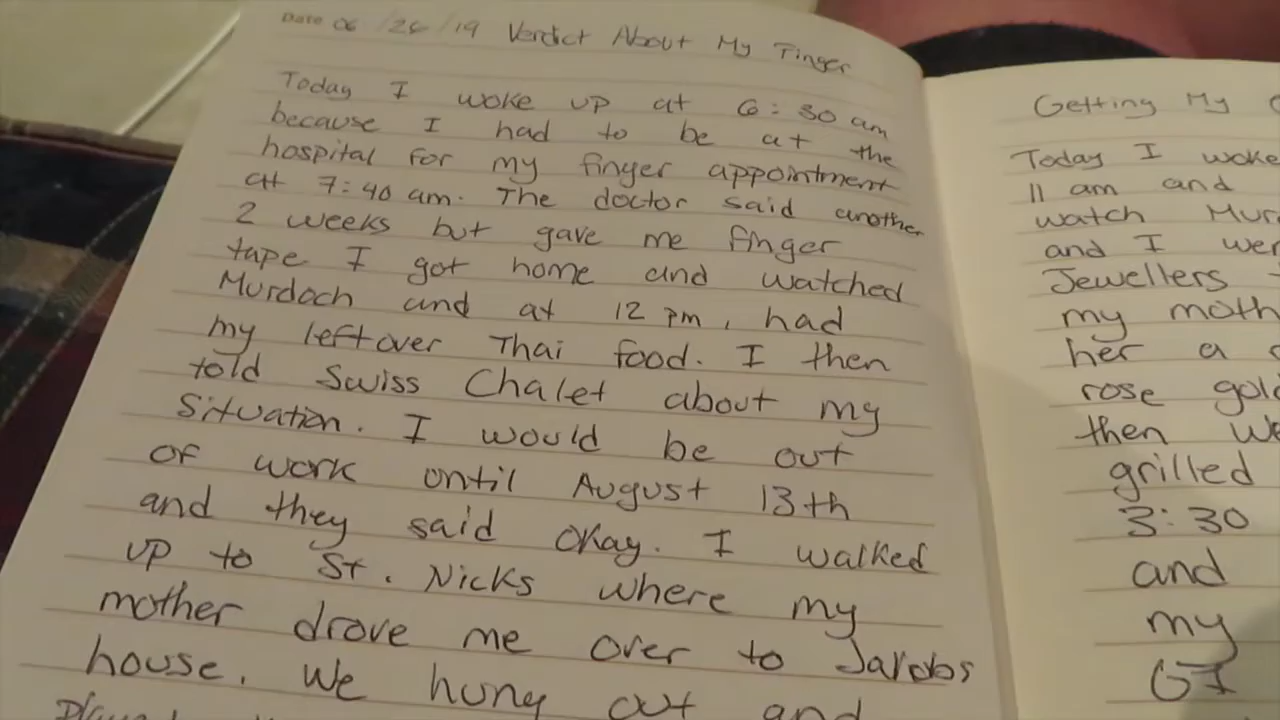 Date 06/26/19 Verdict About My Finger
Today I woke up at 6:30 am
because I had to be at the
hospital for my finger appointment
at 7:40 am. The doctor said another
2 weeks but gave me finger
tape I got home and watched
Murdoch and at 12 pm, had
my leftover Thai food. I then
told Swiss Chalet about my
situation. I would be out
of work until August 13th
and they said okay. I walked
up to St. Nicks where my
mother drove me over to Jacobs
house. We hung out and
Getting My
Today I woke
11 am and
watch Mur
and I wer
Jewellers
my moth
her a
rose gol
then we
grilled
3:30
and
my